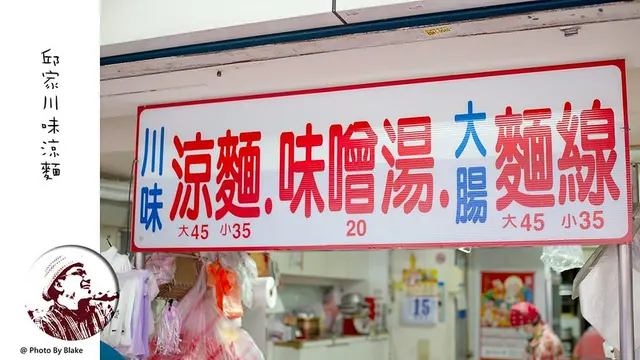 邱家川味涼麵
川味涼麵.味噌湯.大腸麵線
大45 小35 20 大45 小35
15
@ Photo By Blake